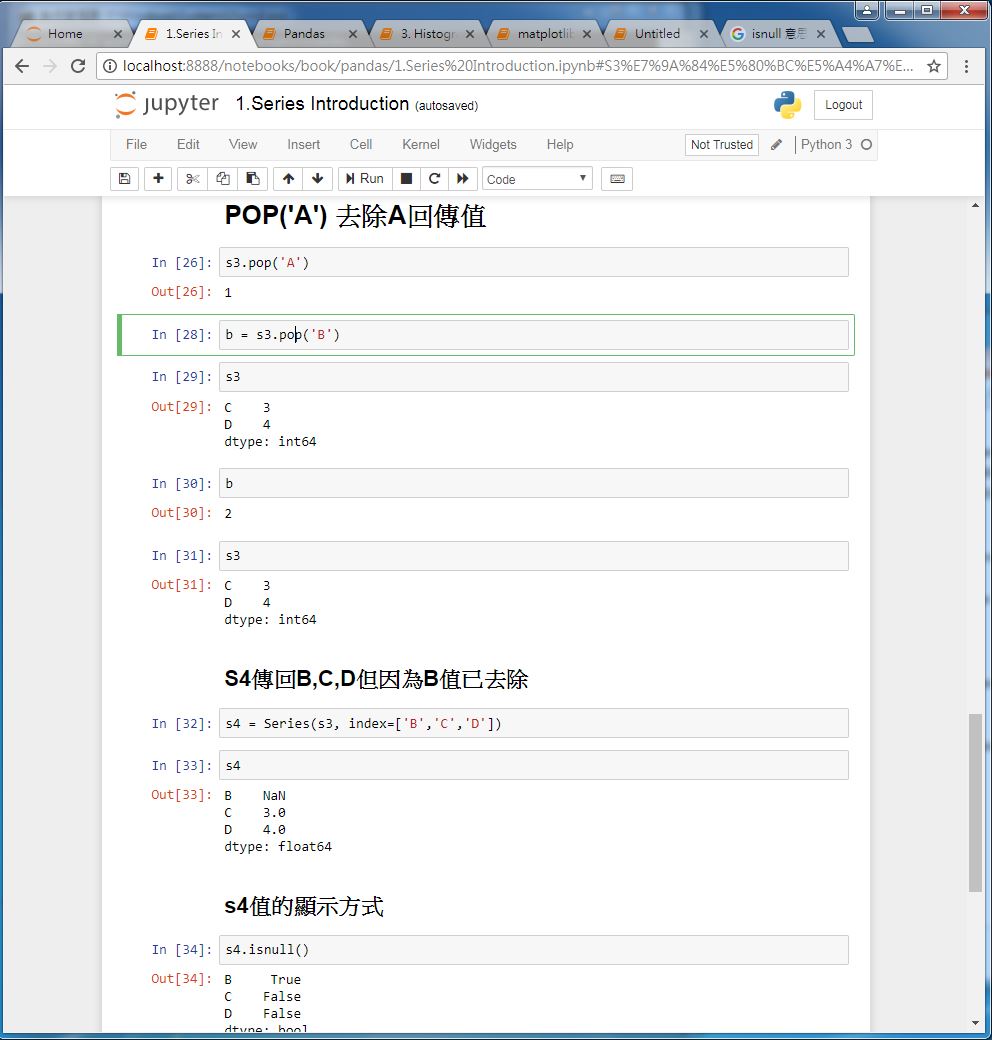 Home
1.Series In
Pandas
3. Histogr
matplotlib
Untitled
isnull 意思
localhost:8888/notebooks/book/pandas/1.Series%20Introduction.ipynb#S3%E7%9A%84%E5%80%BC%E5%A4%A7%E...
jupyter 1.Series Introduction (autosaved)
Logout
File Edit View Insert Cell Kernel Widgets Help
Not Trusted
Python 3
Run
Code
POP('A') 去除A回傳值
In [26]: s3.pop('A')
Out[26]: 1
In [28]: b = s3.pop('B')
In [29]: s3
Out[29]: C 3
D 4
dtype: int64
In [30]: b
Out[30]: 2
In [31]: s3
Out[31]: C 3
D 4
dtype: int64
S4傳回B,C,D但因為B值已去除
In [32]: s4 = Series(s3, index=['B','C','D'])
In [33]: s4
Out[33]: B NaN
C 3.0
D 4.0
dtype: float64
s4值的顯示方式
In [34]: s4.isnull()
Out[34]: B True
C False
D False
dtype: bool